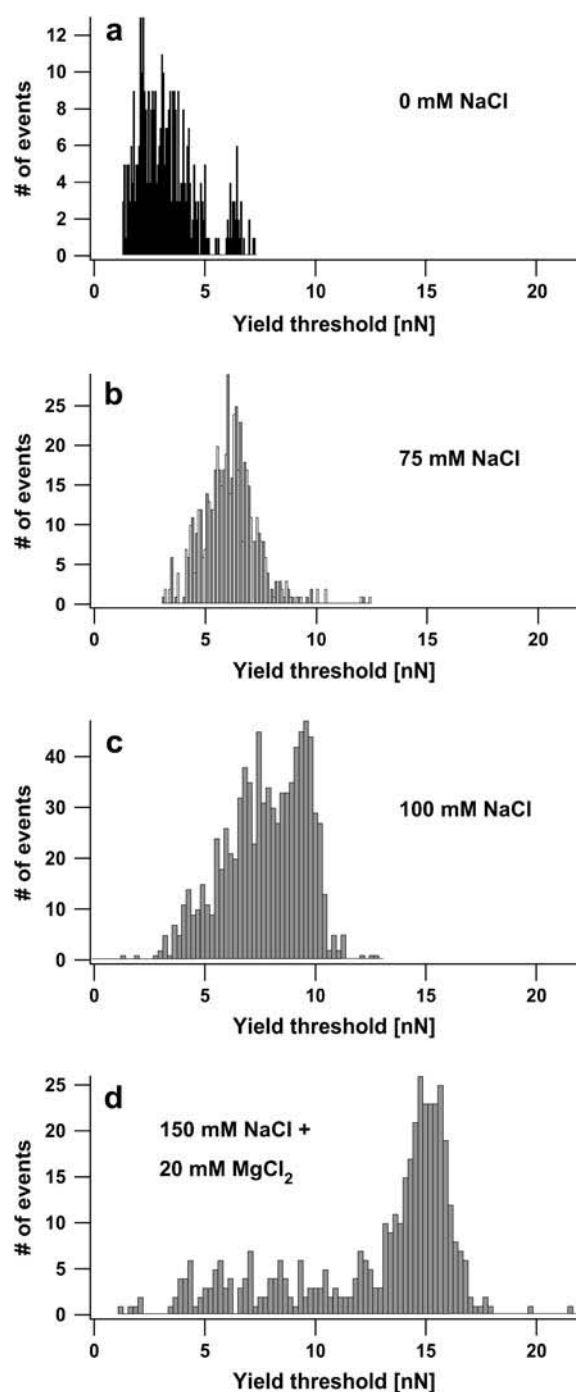 a
0 mM NaCl
# of events
12
10
8
6
4
2
0
0 5 10 15 20
Yield threshold [nN]
b
75 mM NaCl
# of events
25
20
15
10
5
0
0 5 10 15 20
Yield threshold [nN]
c
100 mM NaCl
# of events
40
30
20
10
0
0 5 10 15 20
Yield threshold [nN]
d
150 mM NaCl +
20 mM MgCl2
# of events
25
20
15
10
5
0
0 5 10 15 20
Yield threshold [nN]